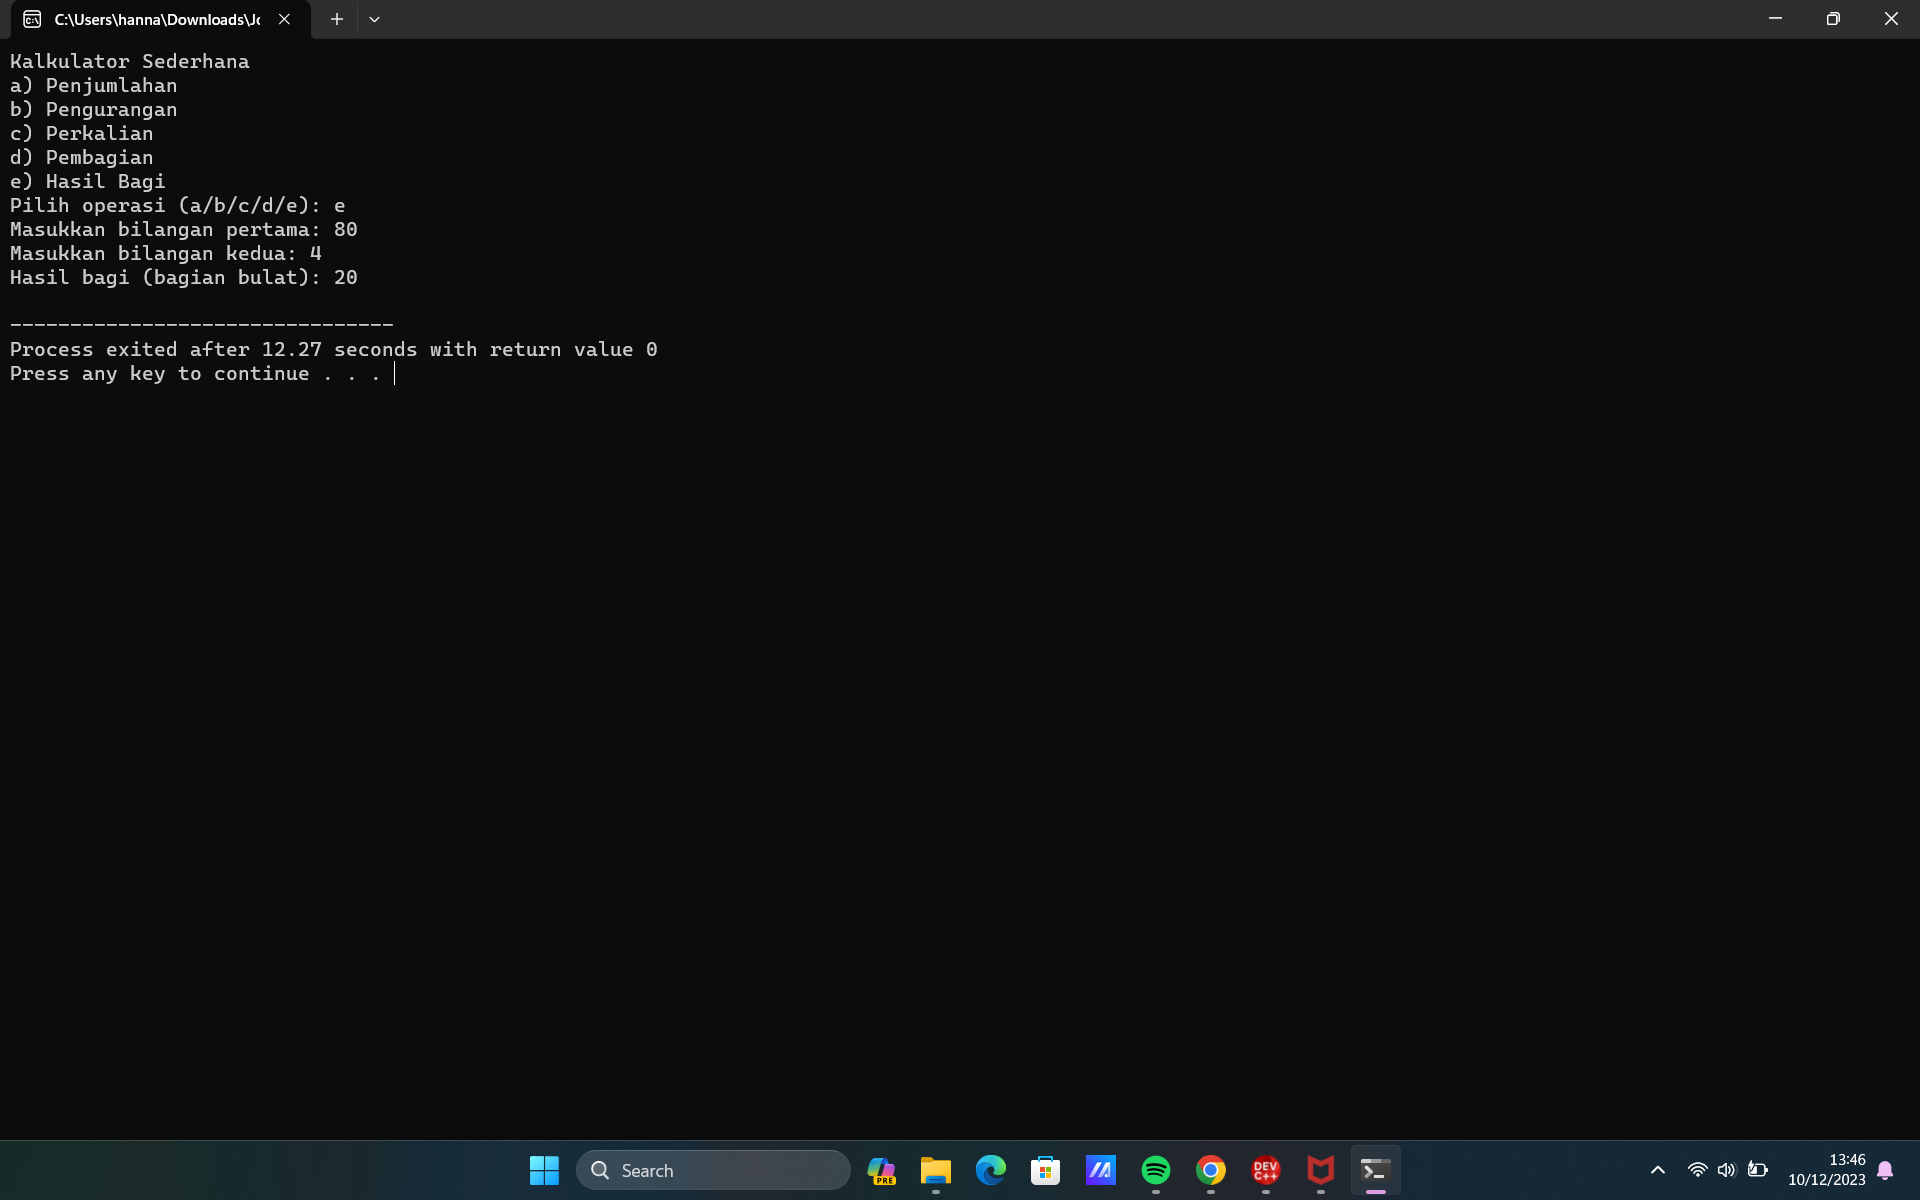 C:\Users\hanna\Downloads\Jo
Kalkulator Sederhana
a) Penjumlahan
b) Pengurangan
c) Perkalian
d) Pembagian
e) Hasil Bagi
Pilih operasi (a/b/c/d/e): e
Masukkan bilangan pertama: 80
Masukkan bilangan kedua: 4
Hasil bagi (bagian bulat): 20
--------------------------------
Process exited after 12.27 seconds with return value 0
Press any key to continue . . .
Search
PRE
DEV
C++
13:46
10/12/2023